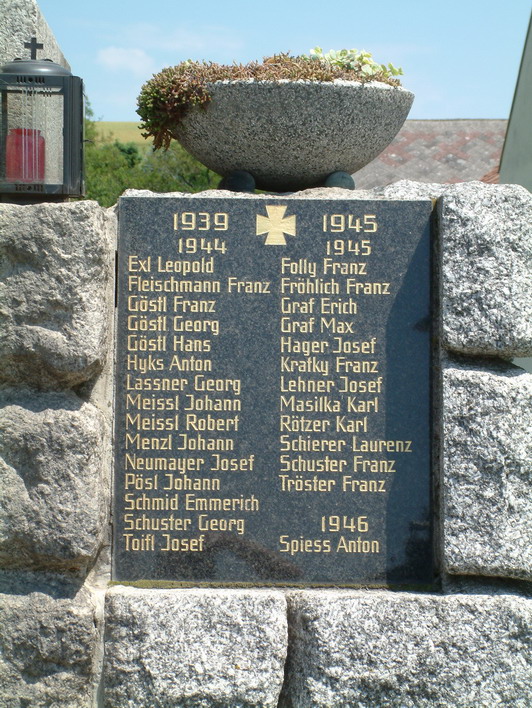 1939 1945
1944
Exl Leopold
Fleischmann Franz
Göstl Franz
Göstl Georg
Göstl Hans
Hyks Anton
Lassner Georg
Meissl Johann
Meissl Robert
Menzl Johann
Neumayer Josef
Pösl Johann
Schmid Emmerich
Schuster Georg
Toifl Josef
1945
Folly Franz
Fröhlich Franz
Graf Erich
Graf Max
Hager Josef
Kratky Franz
Lehner Josef
Masilka Karl
Rötzer Karl
Schierer Laurenz
Schuster Franz
Tröster Franz
1946
Spiess Anton